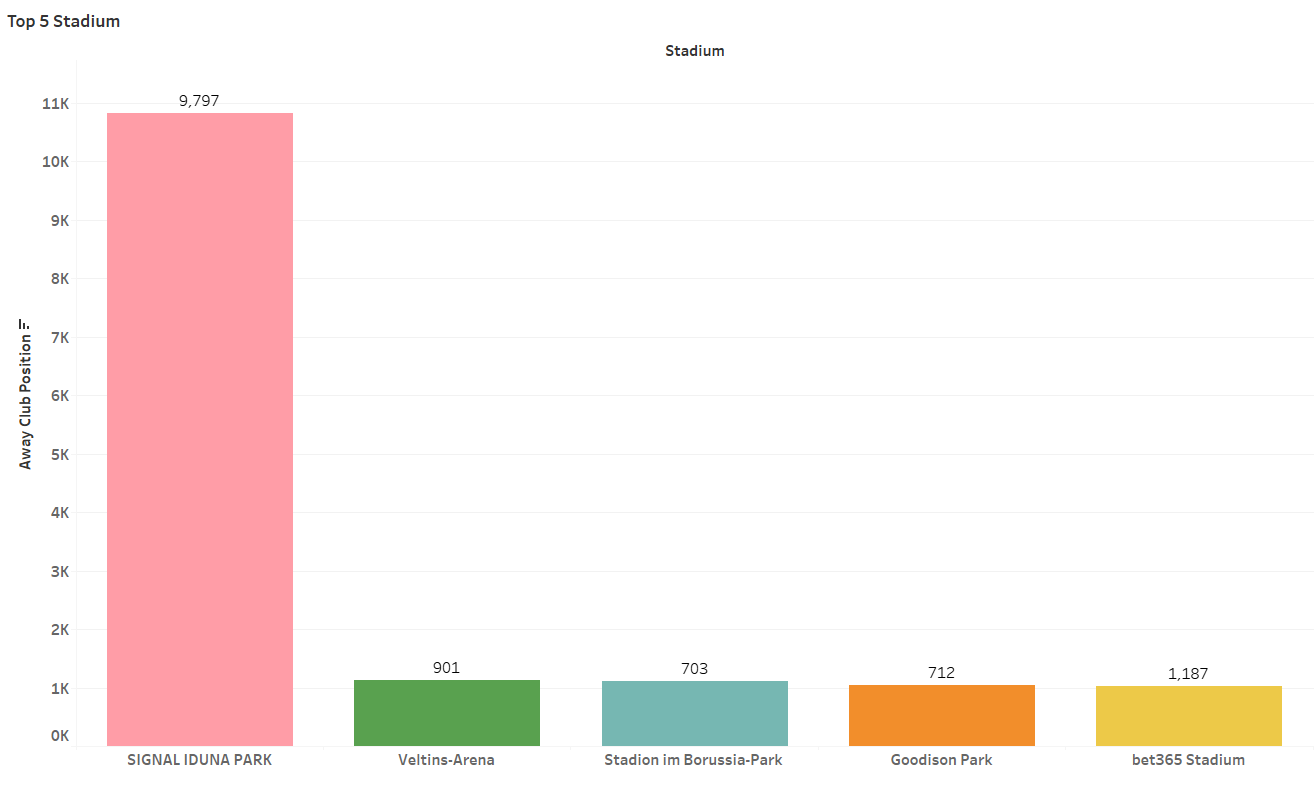 Top 5 Stadium
Stadium
Away Club Position
11K
10K
9K
8K
7K
6K
5K
4K
3K
2K
1K
0K
9,797
901
703
712
1,187
SIGNAL IDUNA PARK
Veltins-Arena
Stadion im Borussia-Park
Goodison Park
bet365 Stadium